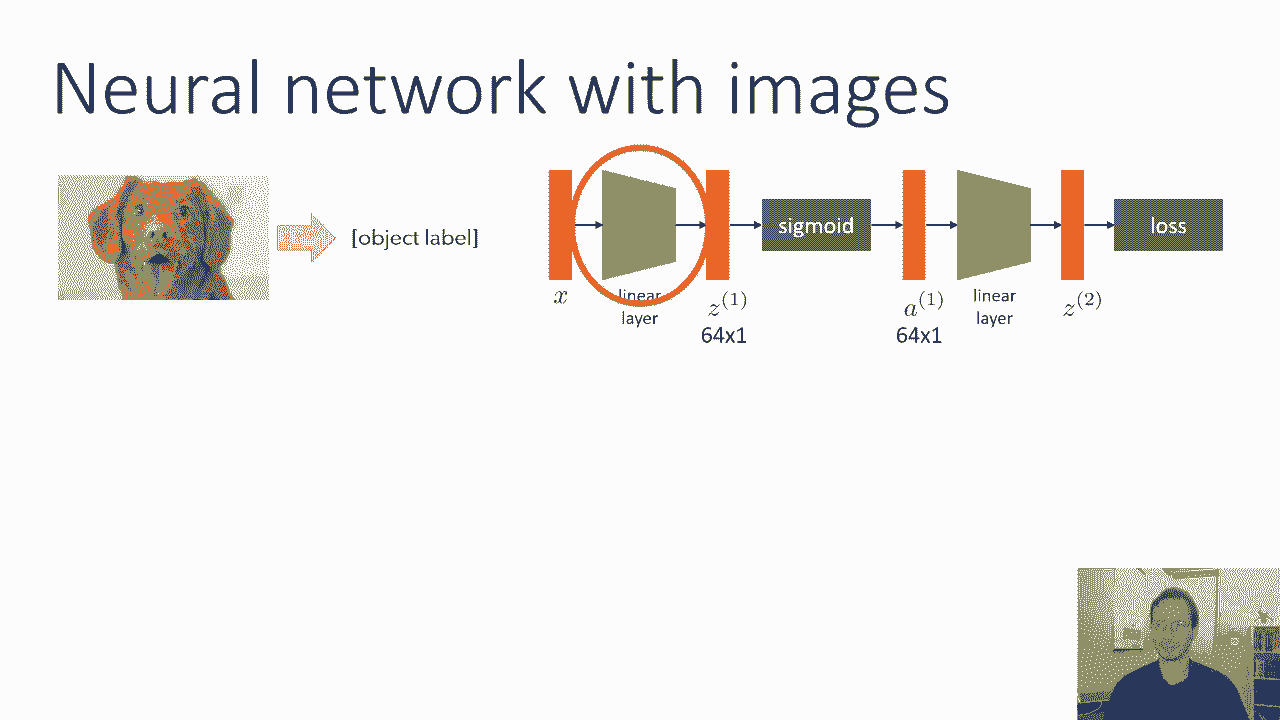 Neural network with images
[object label]
sigmoid
loss
x
linear
layer
z^(1)
64x1
a^(1)
64x1
linear
layer
z^(2)